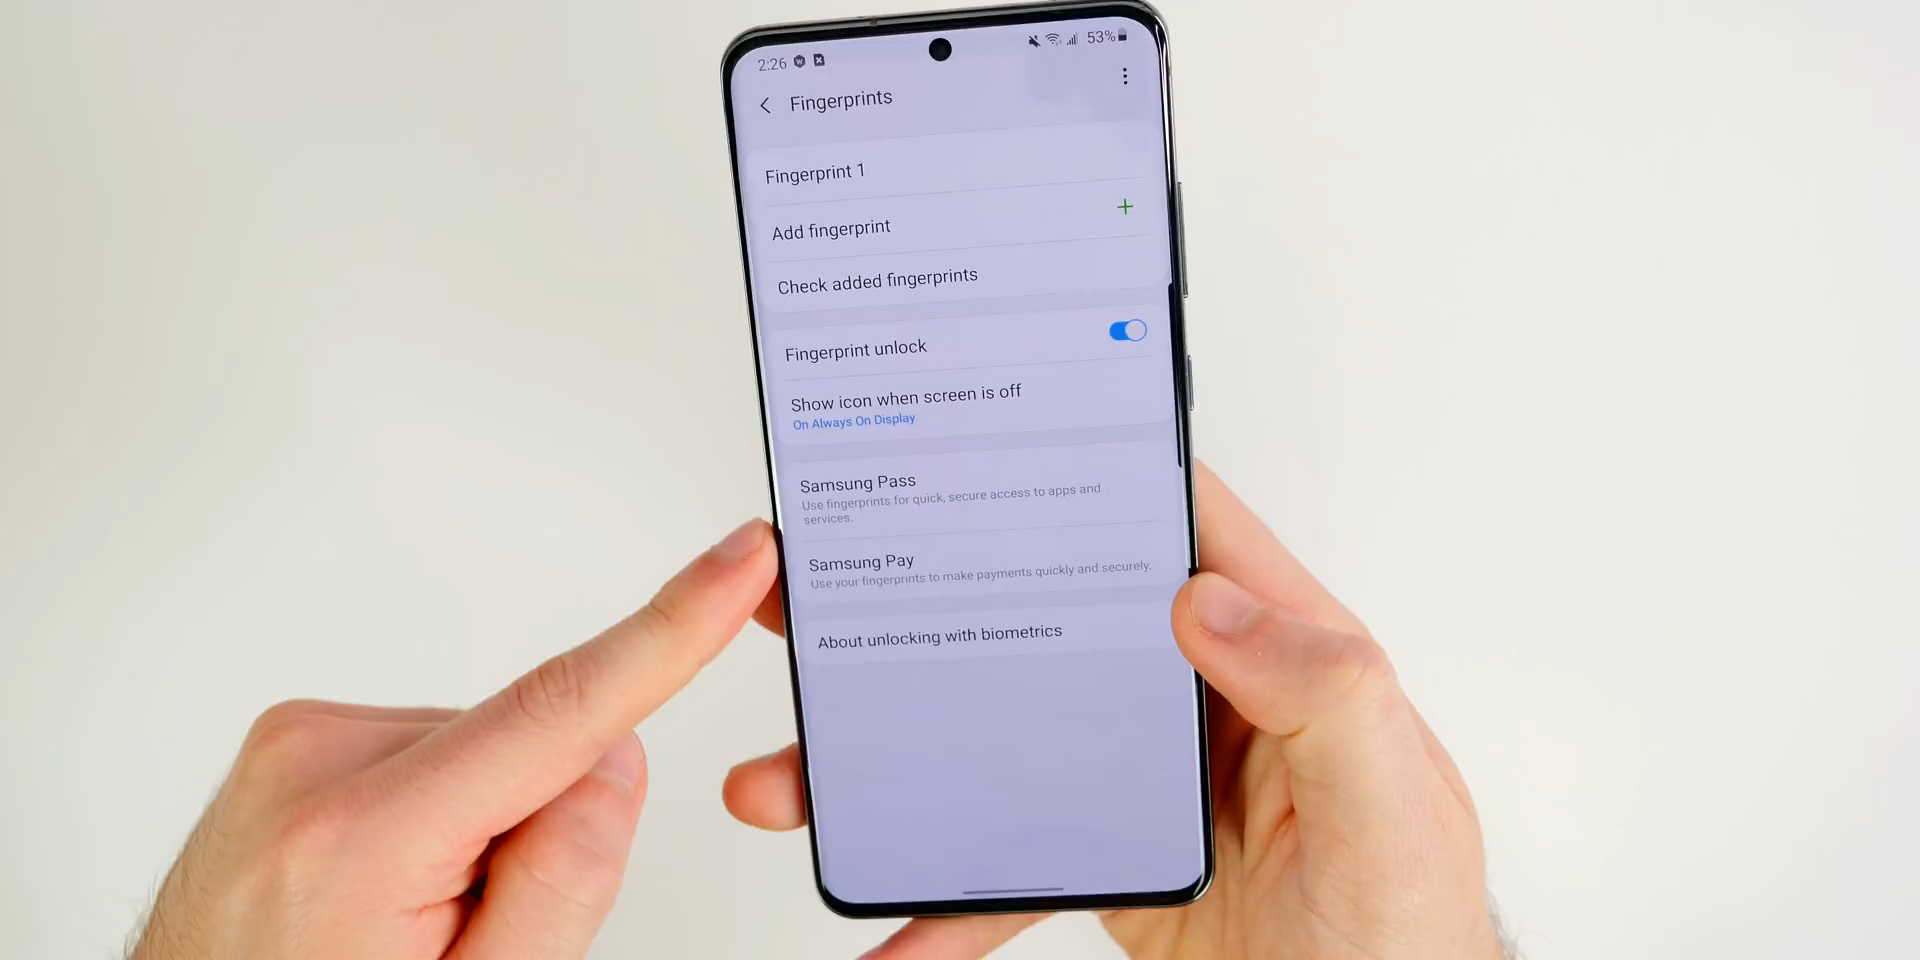 2:26
53%
Fingerprints
Fingerprint 1
Add fingerprint
Check added fingerprints
Fingerprint unlock
Show icon when screen is off
On Always On Display
Samsung Pass
Use fingerprints for quick, secure access to apps and
services.
Samsung Pay
Use your fingerprints to make payments quickly and securely.
About unlocking with biometrics